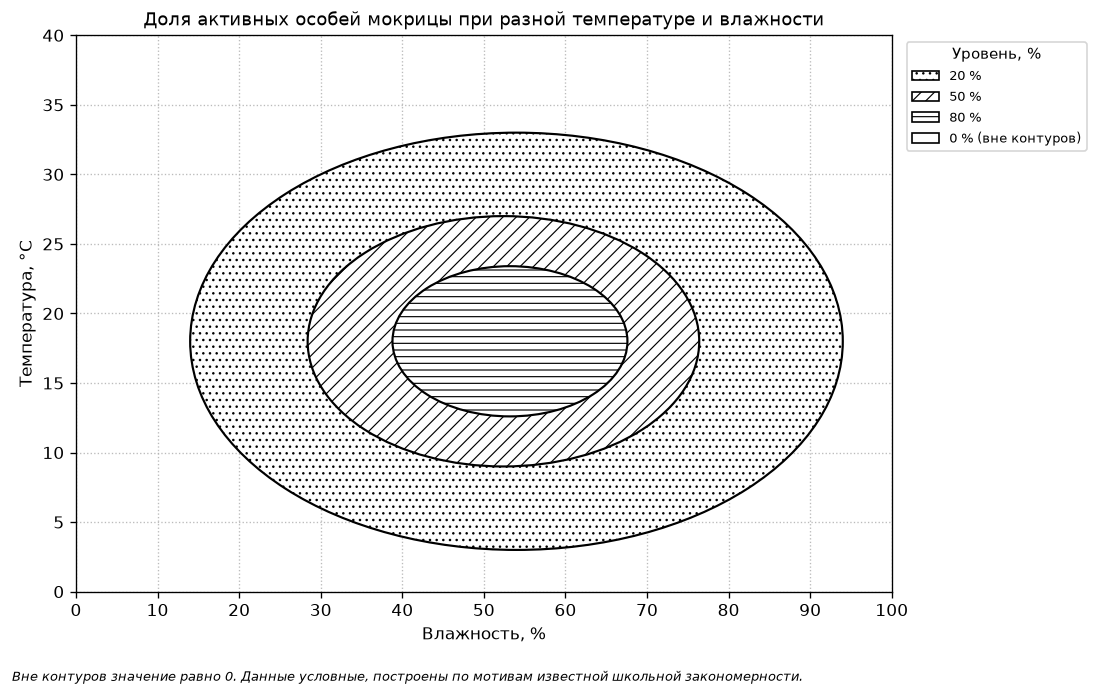 Доля активных особей мокрицы при разной температуре и влажности
Уровень, %
20 %
50 %
80 %
0 % (вне контуров)
Температура, °C
40
35
30
25
20
15
10
5
0
0 10 20 30 40 50 60 70 80 90 100
Влажность, %
Вне контуров значение равно 0. Данные условные, построены по мотивам известной школьной закономерности.